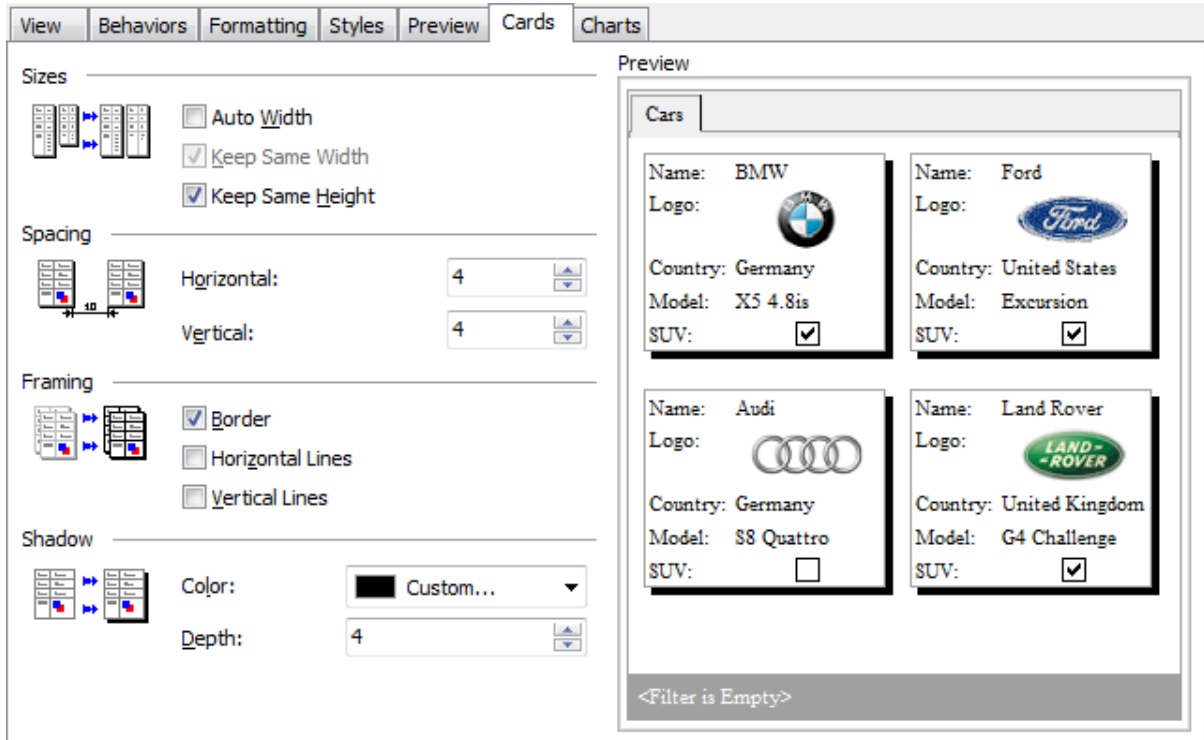 View Behaviors Formatting Styles Preview Cards Charts
Sizes
Auto Width
Keep Same Width
Keep Same Height
Spacing
10
Horizontal: 4
Vertical: 4
Framing
Border
Horizontal Lines
Vertical Lines
Shadow
Color: Custom...
Depth: 4
Preview
Cars
Name: BMW
Logo: BMW
Country: Germany
Model: X5 4.8is
SUV:
Name: Ford
Logo: Ford
Country: United States
Model: Excursion
SUV:
Name: Audi
Logo:
Country: Germany
Model: S8 Quattro
SUV:
Name: Land Rover
Logo: LAND-
-ROVER
Country: United Kingdom
Model: G4 Challenge
SUV:
<Filter is Empty>